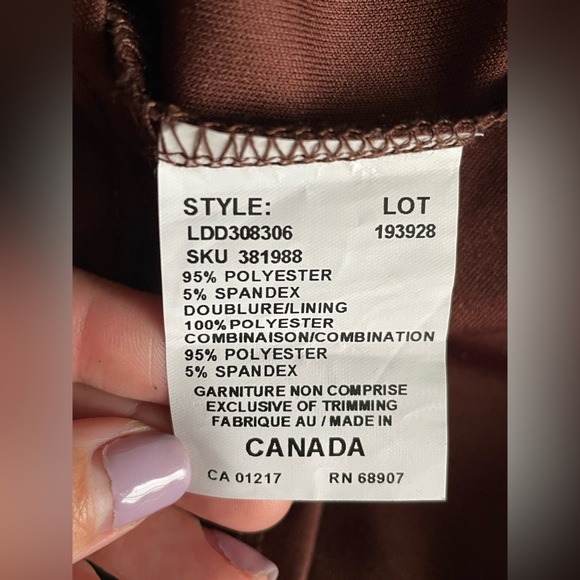 STYLE: LOT
LDD308306 193928
SKU 381988
95% POLYESTER
5% SPANDEX
DOUBLURE/LINING
100% POLYESTER
COMBINAISON/COMBINATION
95% POLYESTER
5% SPANDEX
GARNITURE NON COMPRISE
EXCLUSIVE OF TRIMMING
FABRIQUE AU / MADE IN
CANADA
CA 01217 RN 68907